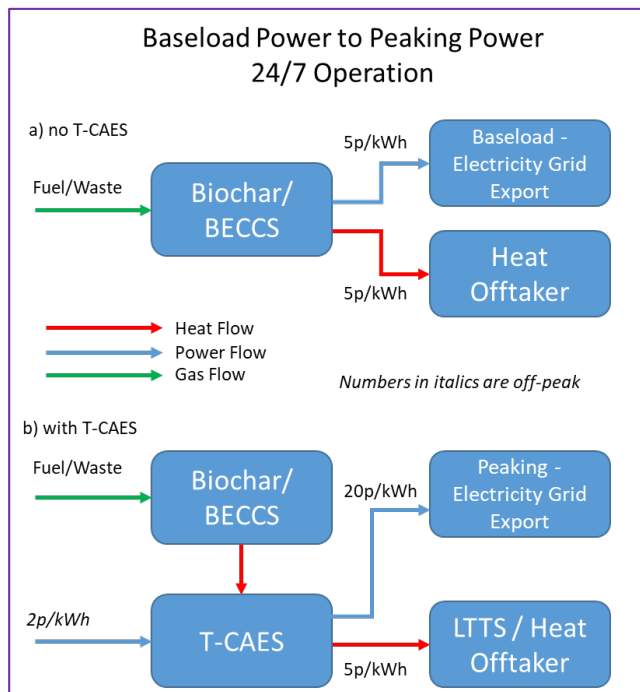 Baseload Power to Peaking Power
24/7 Operation
a) no T-CAES
Fuel/Waste
Biochar/
BECCS
5p/kWh
Baseload -
Electricity Grid
Export
5p/kWh
Heat
Offtaker
Heat Flow
Power Flow
Gas Flow
Numbers in italics are off-peak
b) with T-CAES
Fuel/Waste
Biochar/
BECCS
20p/kWh
Peaking -
Electricity Grid
Export
2p/kWh
T-CAES
5p/kWh
LTTS / Heat
Offtaker